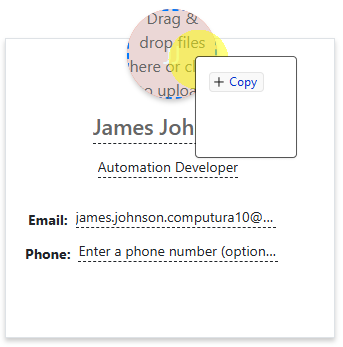 Drag &
drop files
here or cl
o uploa
+ Copy
James Joh
Automation Developer
Email: james.johnson.computura10@...
Phone: Enter a phone number (option...